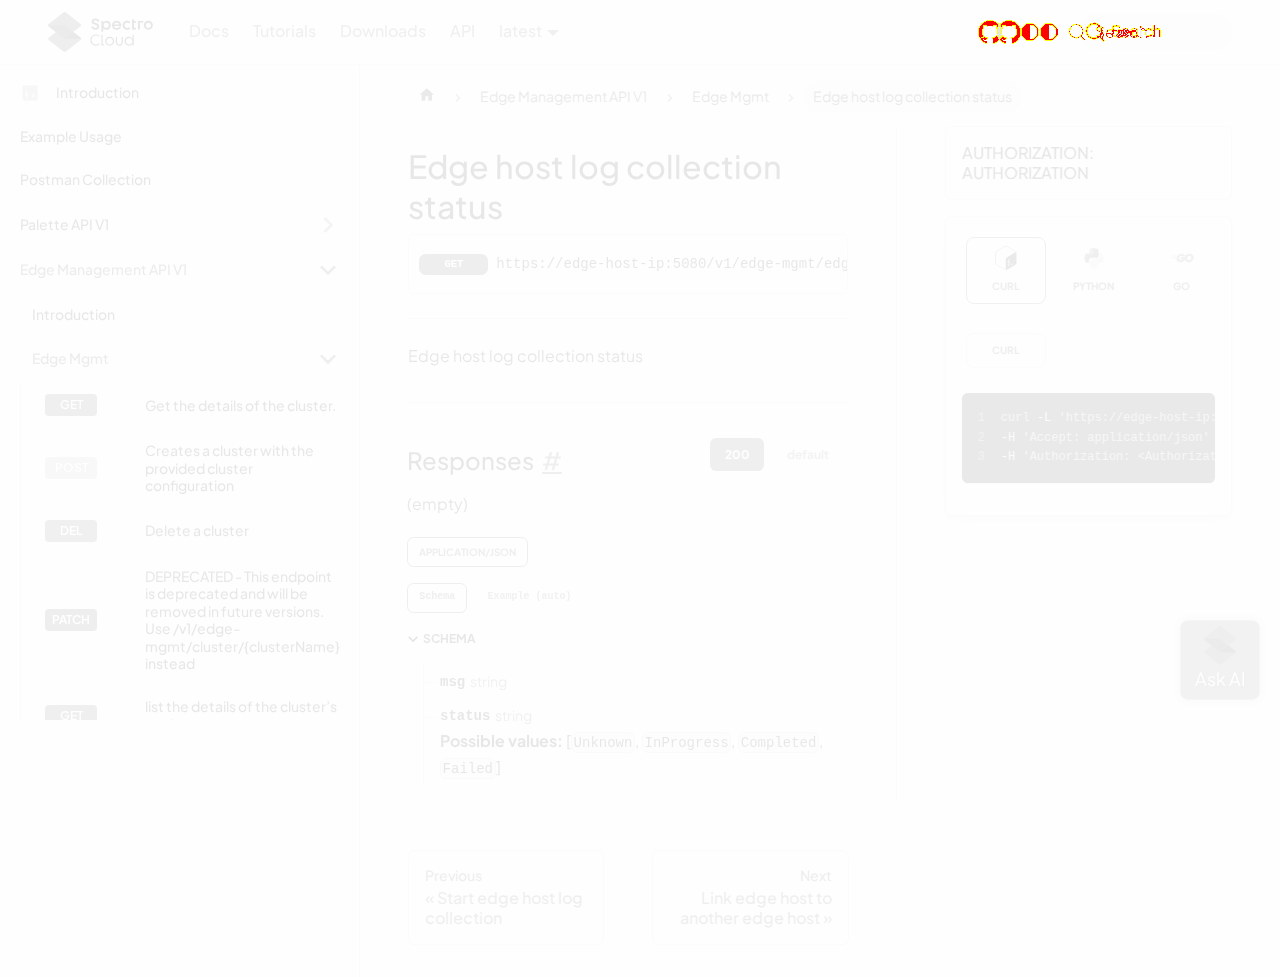 Spectro Cloud
Docs
Tutorials
Downloads
API
latest
Introduction
Example Usage
Postman Collection
Palette API V1
Edge Management API V1
Introduction
Edge Mgmt
GET Get the details of the cluster.
POST Creates a cluster with the
provided cluster
configuration
DEL Delete a cluster
PATCH DEPRECATED - This endpoint
is deprecated and will be
removed in future versions.
Use /v1/edge-
mgmt/cluster/{clusterName}
instead
GET list the details of the cluster's
Edge Management API V1
Edge Mgmt
Edge host log collection status
Edge host log collection
status
GET https://edge-host-ip:5080/v1/edge-mgmt/edg
Edge host log collection status
Responses #
200
default
(empty)
APPLICATION/JSON
Schema
Example (auto)
SCHEMA
msg string
status string
Possible values: [Unknown, InProgress, Completed,
Failed]
Previous
« Start edge host log
collection
Next
Link edge host to
another edge host »
AUTHORIZATION:
AUTHORIZATION
CURL
PYTHON
GO
GO
CURL
1 curl -L 'https://edge-host-ip:
2 -H 'Accept: application/json'
3 -H 'Authorization: <Authorizat
Ask AI